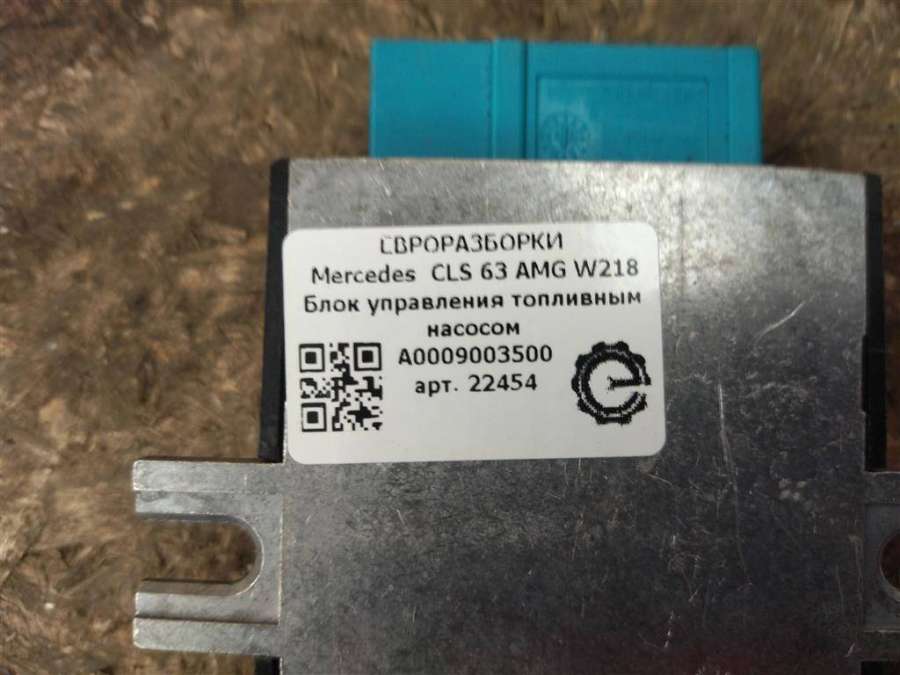 ЕВРОРАЗБОРКИ
Mercedes CLS 63 AMG W218
Блок управления топливным
насосом
A0009003500
арт. 22454